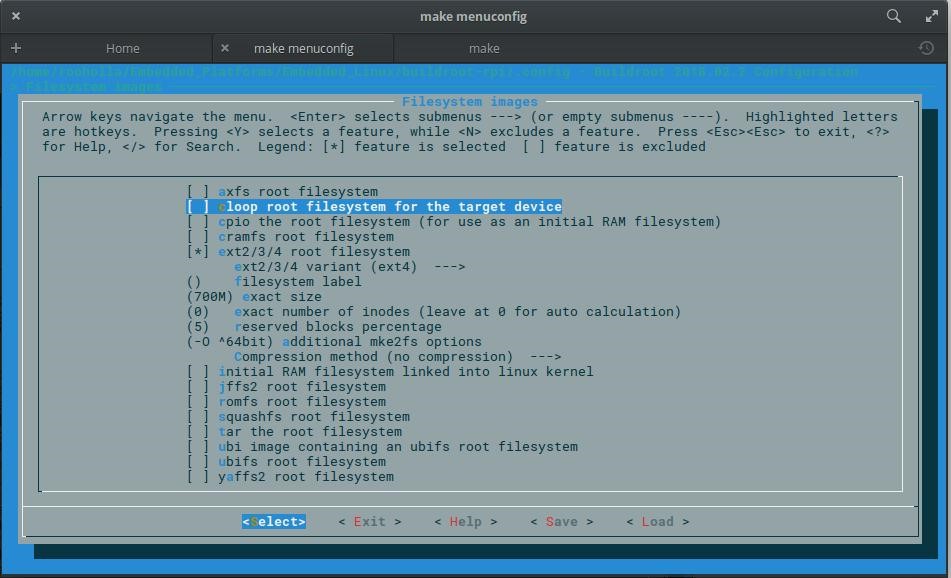 make menuconfig
Home
make menuconfig
make
/home/rooholla/Embedded_Platforms/Embedded_Linux/buildroot-rpi/.config - Buildroot 2018.02.7 Configuration
> Filesystem images
Filesystem images
Arrow keys navigate the menu. <Enter> selects submenus ---> (or empty submenus ----). Highlighted letters
are hotkeys. Pressing <Y> selects a feature, while <N> excludes a feature. Press <Esc><Esc> to exit, <?>
for Help, </> for Search. Legend: [*] feature is selected [ ] feature is excluded
[ ] axfs root filesystem
[ ] cloop root filesystem for the target device
[ ] cpio the root filesystem (for use as an initial RAM filesystem)
[ ] cramfs root filesystem
[*] ext2/3/4 root filesystem
ext2/3/4 variant (ext4) --->
() filesystem label
(700M) exact size
(0) exact number of inodes (leave at 0 for auto calculation)
(5) reserved blocks percentage
(-O ^64bit) additional mke2fs options
Compression method (no compression) --->
[ ] initial RAM filesystem linked into linux kernel
[ ] jffs2 root filesystem
[ ] romfs root filesystem
[ ] squashfs root filesystem
[ ] tar the root filesystem
[ ] ubi image containing an ubifs root filesystem
[ ] ubifs root filesystem
[ ] yaffs2 root filesystem
<Select> < Exit > < Help > < Save > < Load >